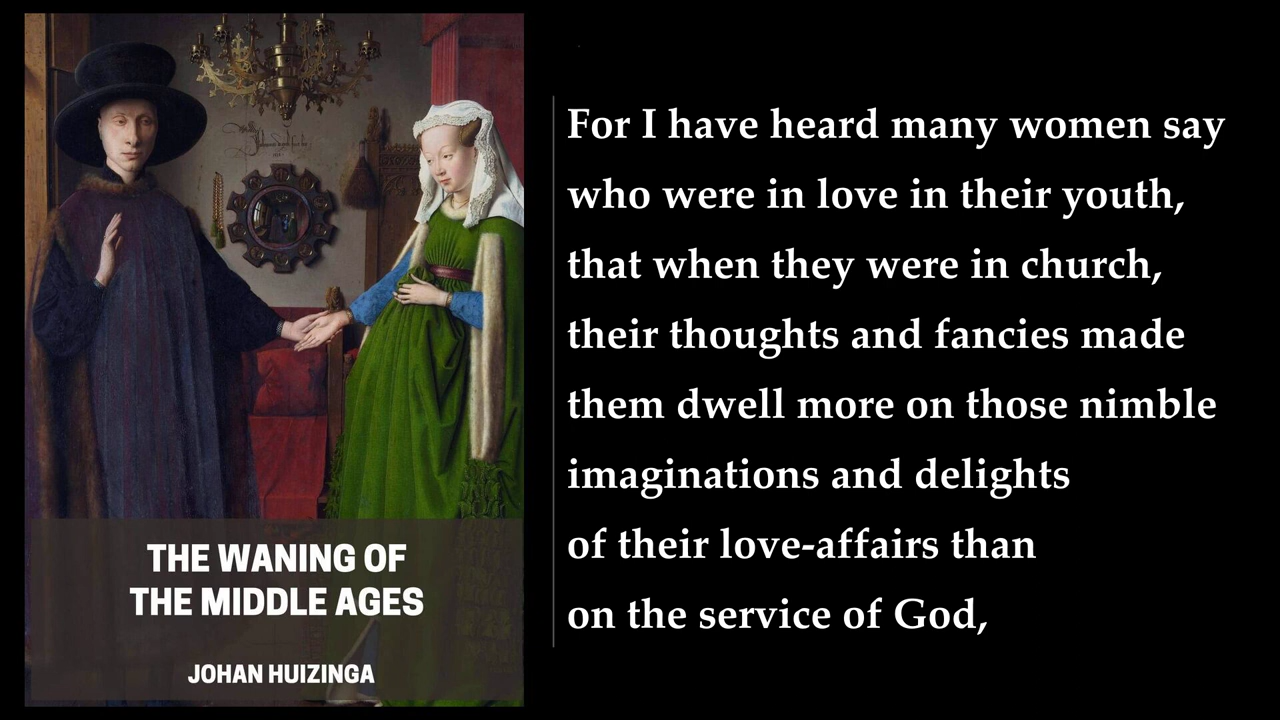 THE WANING OF
THE MIDDLE AGES
JOHAN HUIZINGA
For I have heard many women say
who were in love in their youth,
that when they were in church,
their thoughts and fancies made
them dwell more on those nimble
imaginations and delights
of their love-affairs than
on the service of God,